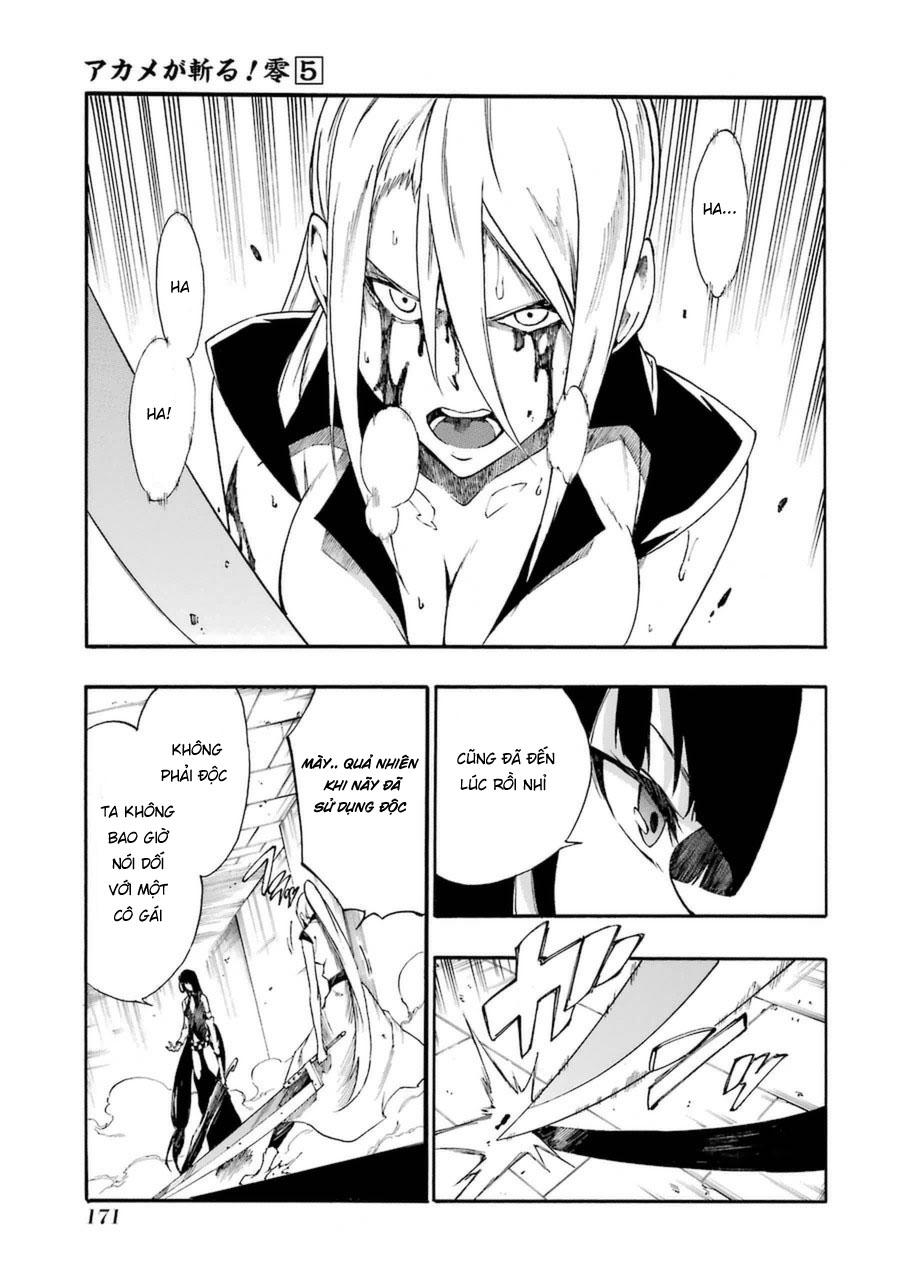 アカメが斬る!零5
HA...
HA
HA!
CŨNG ĐÃ ĐẾN
LÚC RỒI NHỈ
ガッ
MÀY.. QUẢ NHIÊN
KHI NÃY ĐÃ
SỬ DỤNG ĐỘC
KHÔNG
PHẢI ĐỘC
TA KHÔNG
BAO GIỜ
NÓI DỐI
VỚI MỘT
CÔ GÁI
171